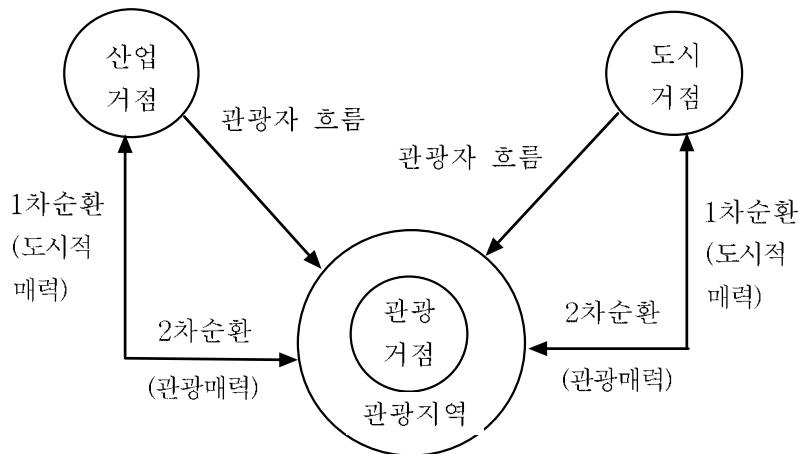 산업
거점
도시
거점
관광자 흐름
관광자 흐름
1차순환
(도시적
매력)
1차순환
(도시적
매력)
관광
거점
2차순환
(관광매력)
2차순환
(관광매력)
관광지역